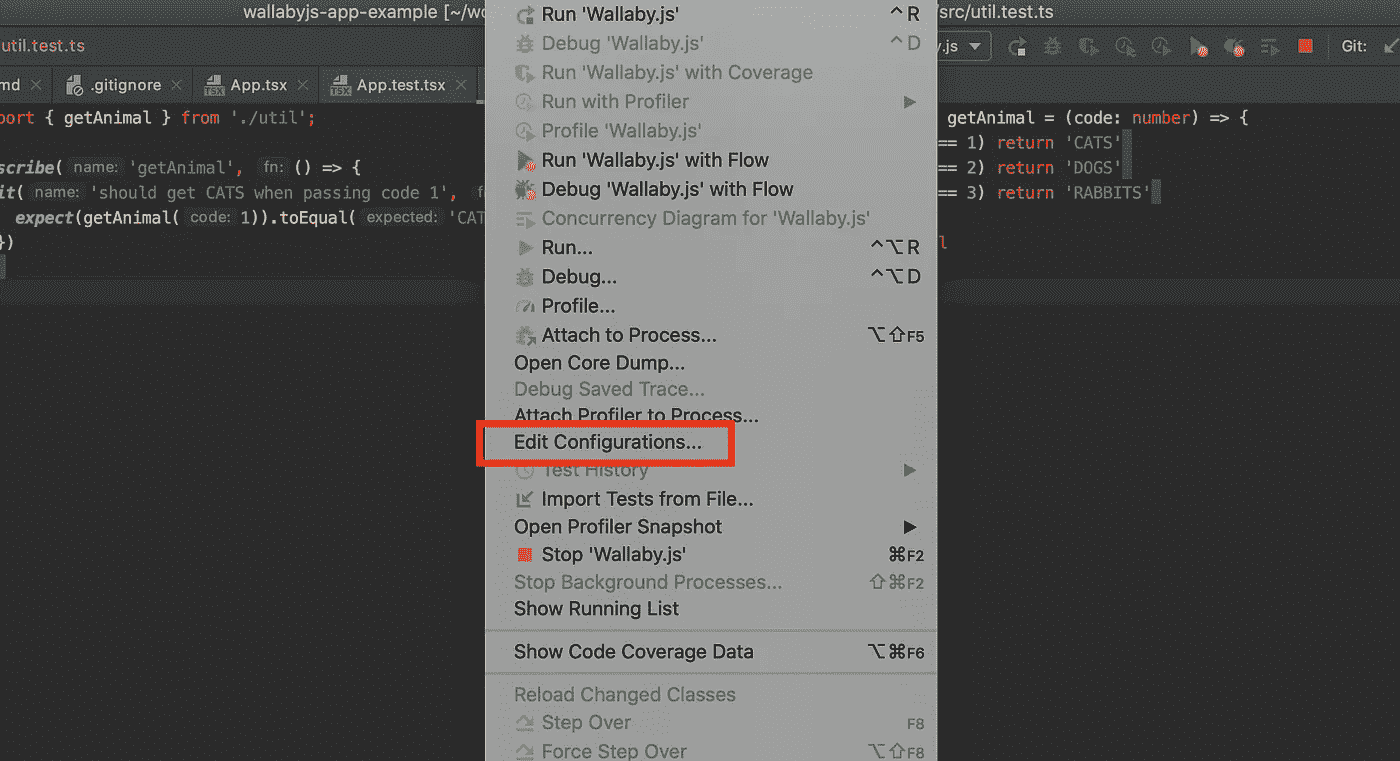 wallabyjs-app-example [~/wo
/src/util.test.ts
util.test.ts
.js
Git:
md
.gitignore
App.tsx
App.test.tsx
port { getAnimal } from './util';
scribe( name: 'getAnimal', fn: () => {
it( name: 'should get CATS when passing code 1',
expect(getAnimal( code: 1)).toEqual( expected: 'CAT
})
Run 'Wallaby.js' ^ R
Debug 'Wallaby.js' ^ D
Run 'Wallaby.js' with Coverage
Run with Profiler
Profile 'Wallaby.js'
Run 'Wallaby.js' with Flow
Debug 'Wallaby.js' with Flow
Concurrency Diagram for 'Wallaby.js'
Run... ^⌥R
Debug... ^⌥D
Profile...
Attach to Process... ⌥⇧F5
Open Core Dump...
Debug Saved Trace...
Attach Profiler to Process...
Edit Configurations...
Test History
Import Tests from File...
Open Profiler Snapshot
Stop 'Wallaby.js' ⌘F2
Stop Background Processes... ⇧⌘F2
Show Running List
Show Code Coverage Data ⌥⌘F6
Reload Changed Classes
Step Over F8
Force Step Over ⌥⇧F8
getAnimal = (code: number) => {
== 1) return 'CATS'
== 2) return 'DOGS'
== 3) return 'RABBITS'
l